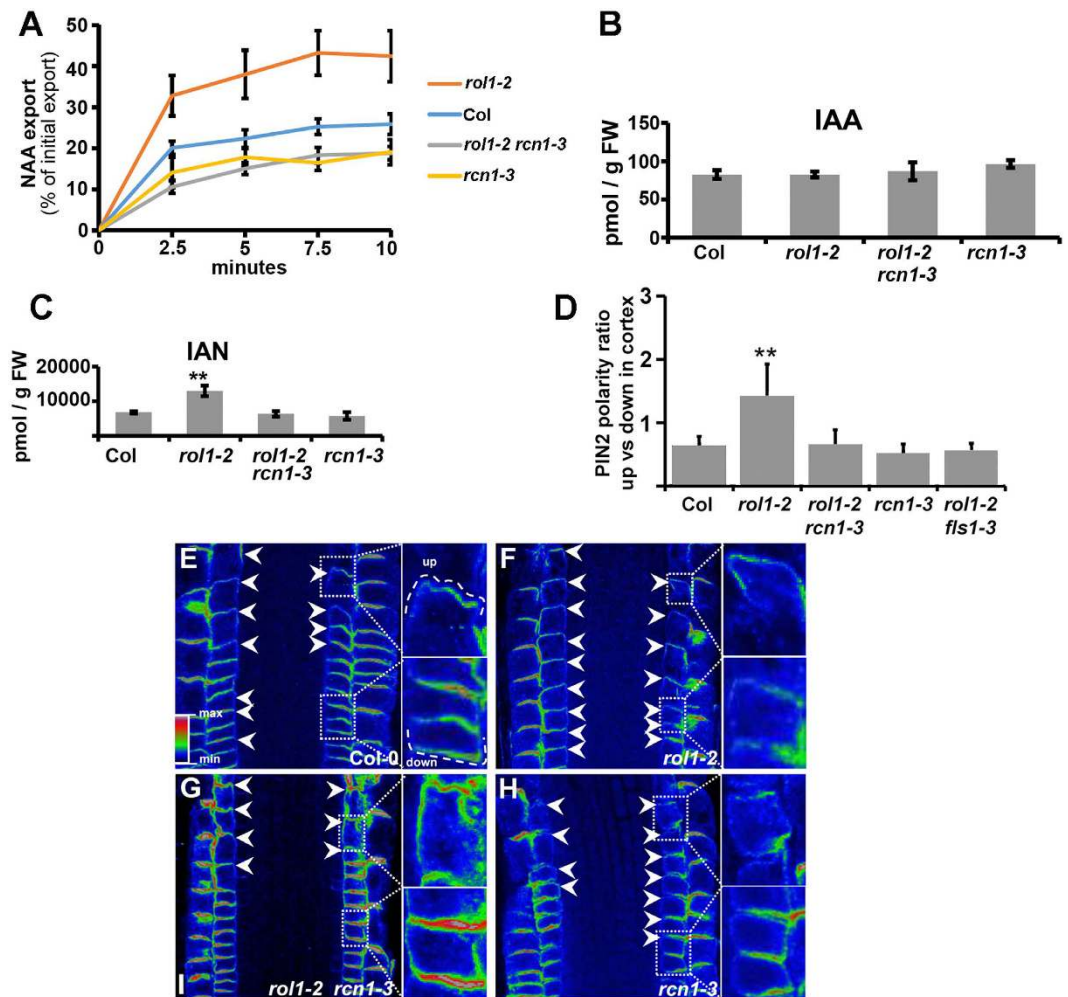 A
NAA export
(% of initial export)
50
40
30
20
10
0
0 2.5 5 7.5 10
minutes
rol1-2
Col
rol1-2 rcn1-3
rcn1-3
B
IAA
pmol / g FW
150
100
50
0
Col rol1-2 rol1-2 rcn1-3
rcn1-3
C
IAN
pmol / g FW
20000
10000
0
**
Col rol1-2 rol1-2 rcn1-3
rcn1-3
D
PIN2 polarity ratio
up vs down in cortex
3
2
1
0
**
Col rol1-2 rol1-2 rcn1-3 rol1-2
rcn1-3 fls1-3
E
up
max
min
Col-0
down
F
rol1-2
G
rol1-2 rcn1-3
H
rcn1-3